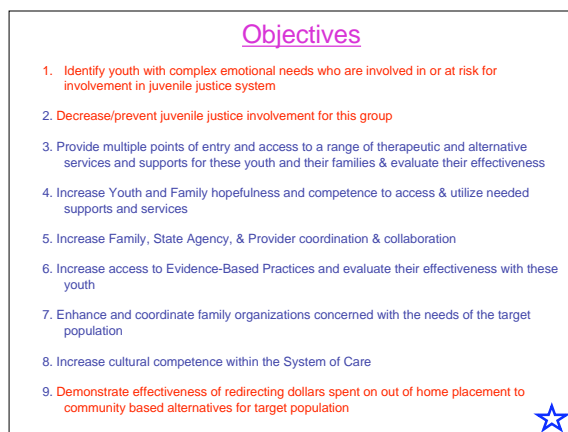 Objectives
1. Identify youth with complex emotional needs who are involved in or at risk for
involvement in juvenile justice system
2. Decrease/prevent juvenile justice involvement for this group
3. Provide multiple points of entry and access to a range of therapeutic and alternative
services and supports for these youth and their families & evaluate their effectiveness
4. Increase Youth and Family hopefulness and competence to access & utilize needed
supports and services
5. Increase Family, State Agency, & Provider coordination & collaboration
6. Increase access to Evidence-Based Practices and evaluate their effectiveness with these
youth
7. Enhance and coordinate family organizations concerned with the needs of the target
population
8. Increase cultural competence within the System of Care
9. Demonstrate effectiveness of redirecting dollars spent on out of home placement to
community based alternatives for target population